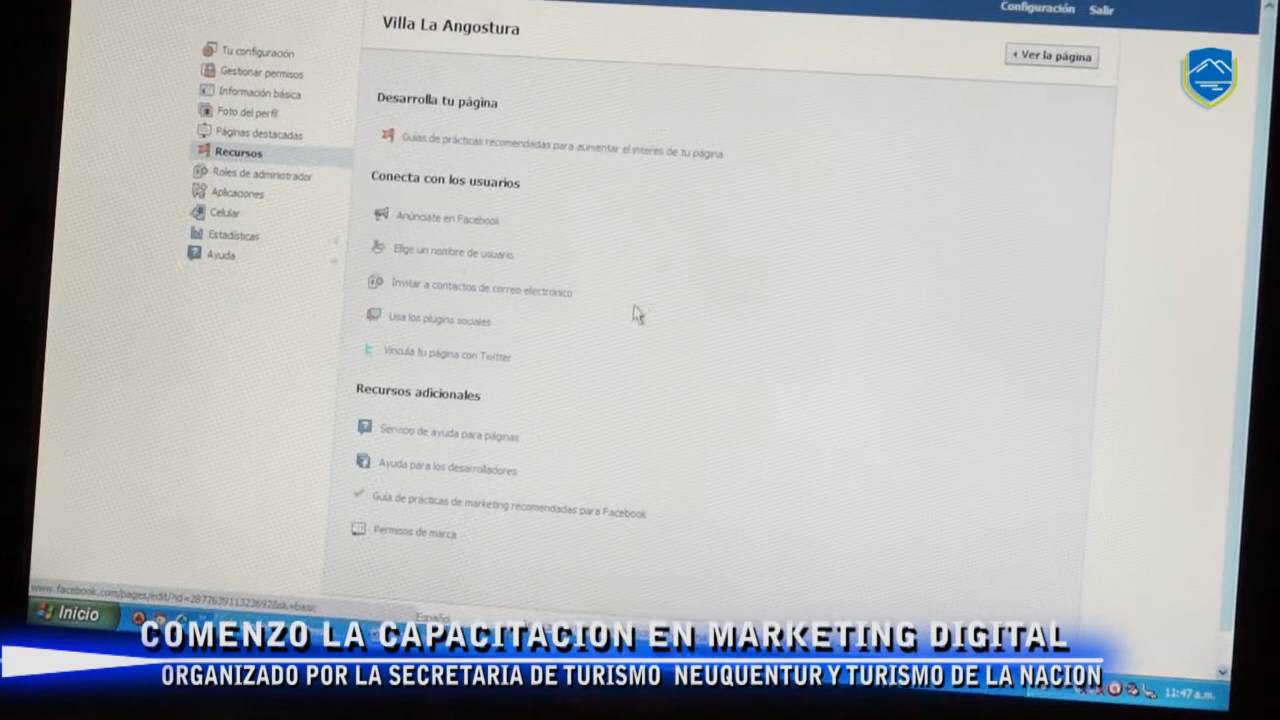 Configuración Salir
Villa La Angostura
Ver la página
Tu configuración
Gestionar permisos
Información básica
Foto del perfil
Páginas destacadas
Recursos
Roles de administrador
Aplicaciones
Celular
Estadísticas
Ayuda
Desarrolla tu página
Guías de prácticas recomendadas para aumentar el interés de tu página
Conecta con los usuarios
Anúnciate en Facebook
Elige un nombre de usuario
Invitar a contactos de correo electrónico
Usa los plugins sociales
Vincula tu página con Twitter
Recursos adicionales
Servicio de ayuda para páginas
Ayuda para los desarrolladores
Guía de prácticas de marketing recomendadas para Facebook
Permisos de marca
Inicio
COMENZO LA CAPACITACION EN MARKETING DIGITAL
ORGANIZADO POR LA SECRETARIA DE TURISMO NEUQUENTUR Y TURISMO DE LA NACION
11:47 a.m.